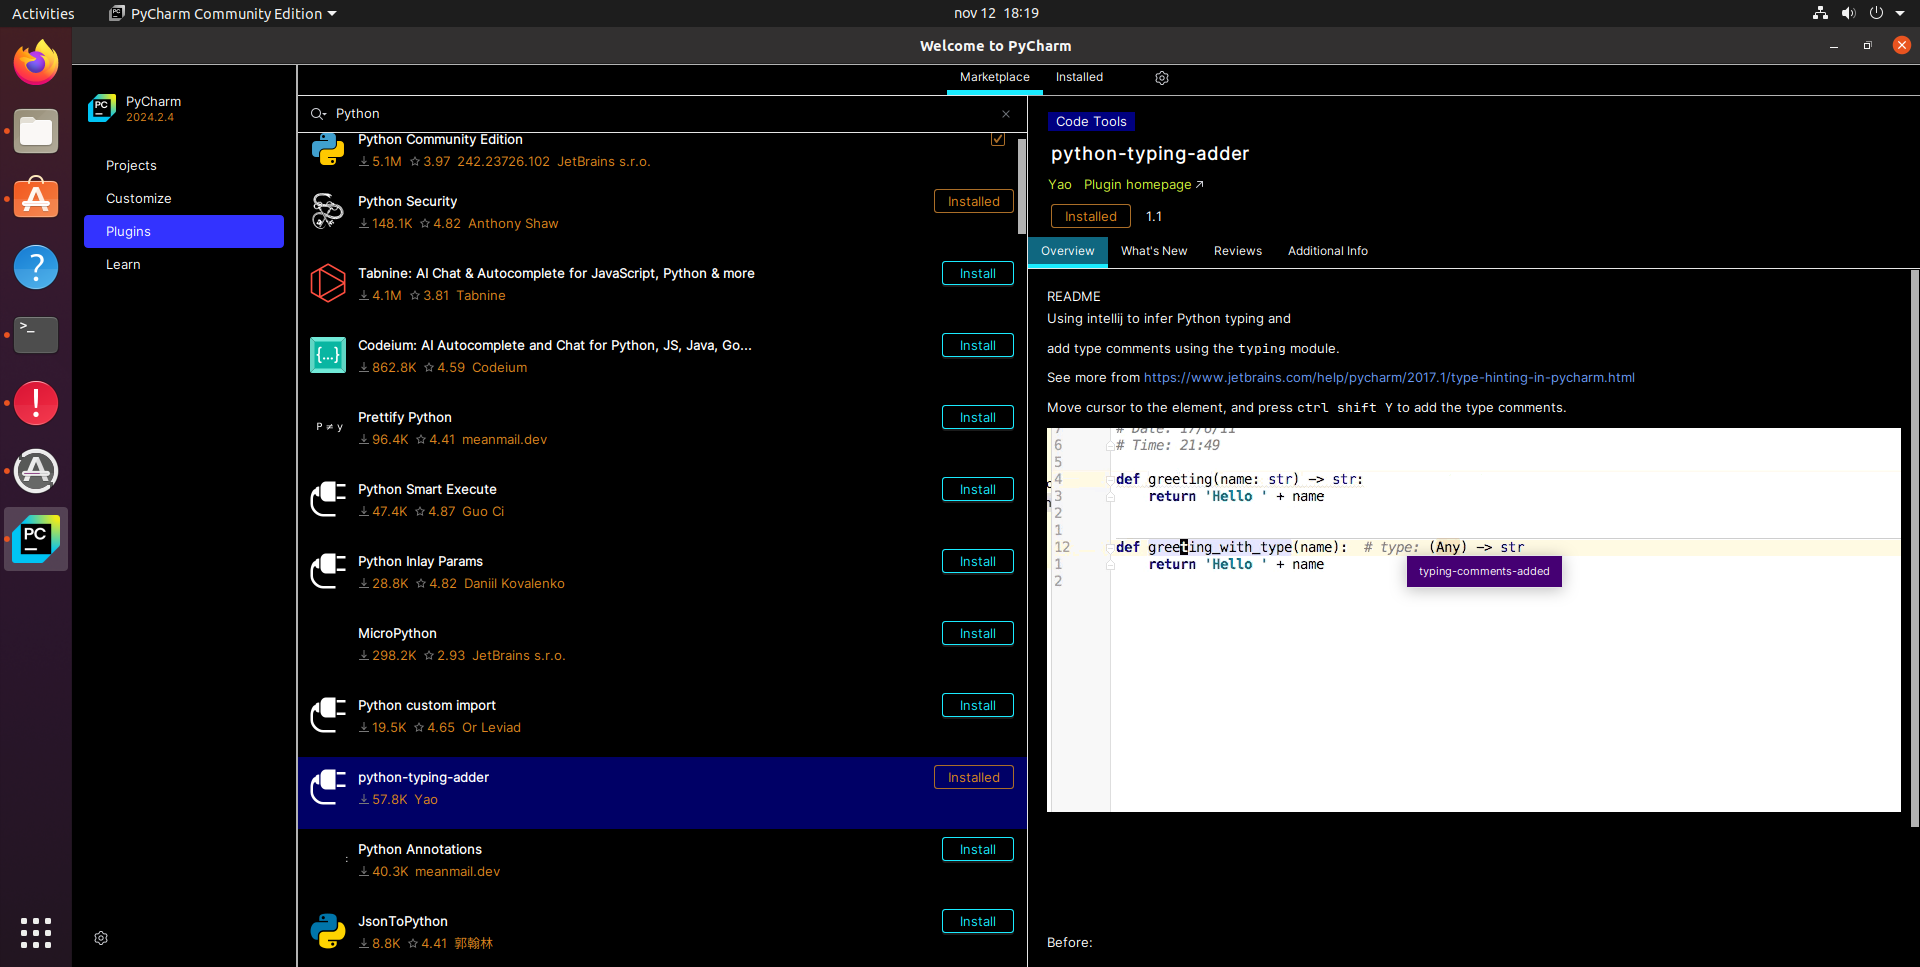 Activities
PyCharm Community Edition
nov 12 18:19
Welcome to PyCharm
PyCharm
2024.2.4
Projects
Customize
Plugins
Learn
Marketplace
Installed
Python
Python Community Edition
5.1M 3.97 242.23726.102 JetBrains s.r.o.
Python Security
148.1K 4.82 Anthony Shaw
Installed
Tabnine: AI Chat & Autocomplete for JavaScript, Python & more
4.1M 3.81 Tabnine
Install
Codeium: AI Autocomplete and Chat for Python, JS, Java, Go...
862.8K 4.59 Codeium
Install
P ≠ y
Prettify Python
96.4K 4.41 meanmail.dev
Install
Python Smart Execute
47.4K 4.87 Guo Ci
Install
Python Inlay Params
28.8K 4.82 Daniil Kovalenko
Install
MicroPython
298.2K 2.93 JetBrains s.r.o.
Install
Python custom import
19.5K 4.65 Or Leviad
Install
python-typing-adder
57.8K Yao
Installed
Python Annotations
40.3K meanmail.dev
Install
JsonToPython
8.8K 4.41 郭翰林
Install
Code Tools
python-typing-adder
Yao Plugin homepage
Installed 1.1
Overview
What's New
Reviews
Additional Info
README
Using intellij to infer Python typing and
add type comments using the typing module.
See more from https://www.jetbrains.com/help/pycharm/2017.1/type-hinting-in-pycharm.html
Move cursor to the element, and press ctrl shift Y to add the type comments.
7 # Date: 17/6/11
6 # Time: 21:49
5
4 def greeting(name: str) -> str:
3 return 'Hello ' + name
2
1
12 def greeting_with_type(name): # type: (Any) -> str
1 return 'Hello ' + name
2
typing-comments-added
Before: